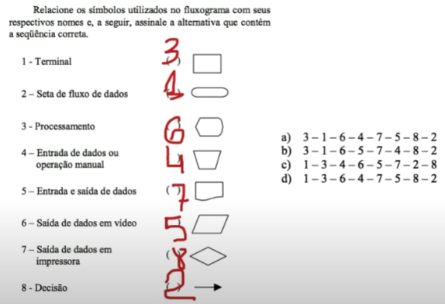 Relacione os símbolos utilizados no fluxograma com seus
respectivos nomes e, a seguir, assinale a alternativa que contém
a seqüência correta.
1 - Terminal
3
2 – Seta de fluxo de dados
1
3 - Processamento
6
4 – Entrada de dados ou
operação manual
4
5 – Entrada e saída de dados
( ) 7
6 – Saída de dados em vídeo
5
7 – Saída de dados em
impressora
8
8 - Decisão
2
a) 3 – 1 – 6 – 4 – 7 – 5 – 8 – 2
b) 3 – 1 – 6 – 5 – 7 – 4 – 8 – 2
c) 1 – 3 – 4 – 6 – 5 – 7 – 2 – 8
d) 1 – 3 – 6 – 4 – 7 – 5 – 8 – 2